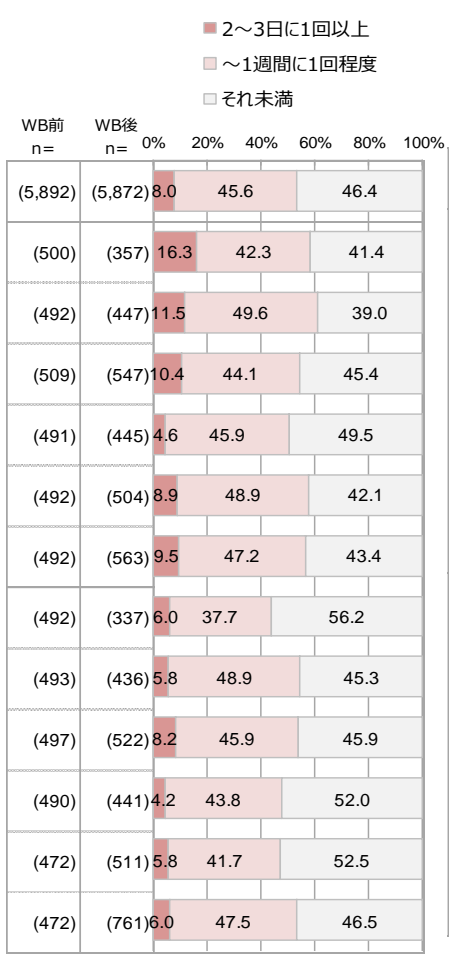 2～3日に1回以上
～1週間に1回程度
それ未満
WB前 WB後
n= n= 0% 20% 40% 60% 80% 100%
(5,892) (5,872) 8.0 45.6 46.4
(500) (357) 16.3 42.3 41.4
(492) (447) 11.5 49.6 39.0
(509) (547) 10.4 44.1 45.4
(491) (445) 4.6 45.9 49.5
(492) (504) 8.9 48.9 42.1
(492) (563) 9.5 47.2 43.4
(492) (337) 6.0 37.7 56.2
(493) (436) 5.8 48.9 45.3
(497) (522) 8.2 45.9 45.9
(490) (441) 4.2 43.8 52.0
(472) (511) 5.8 41.7 52.5
(472) (761) 6.0 47.5 46.5